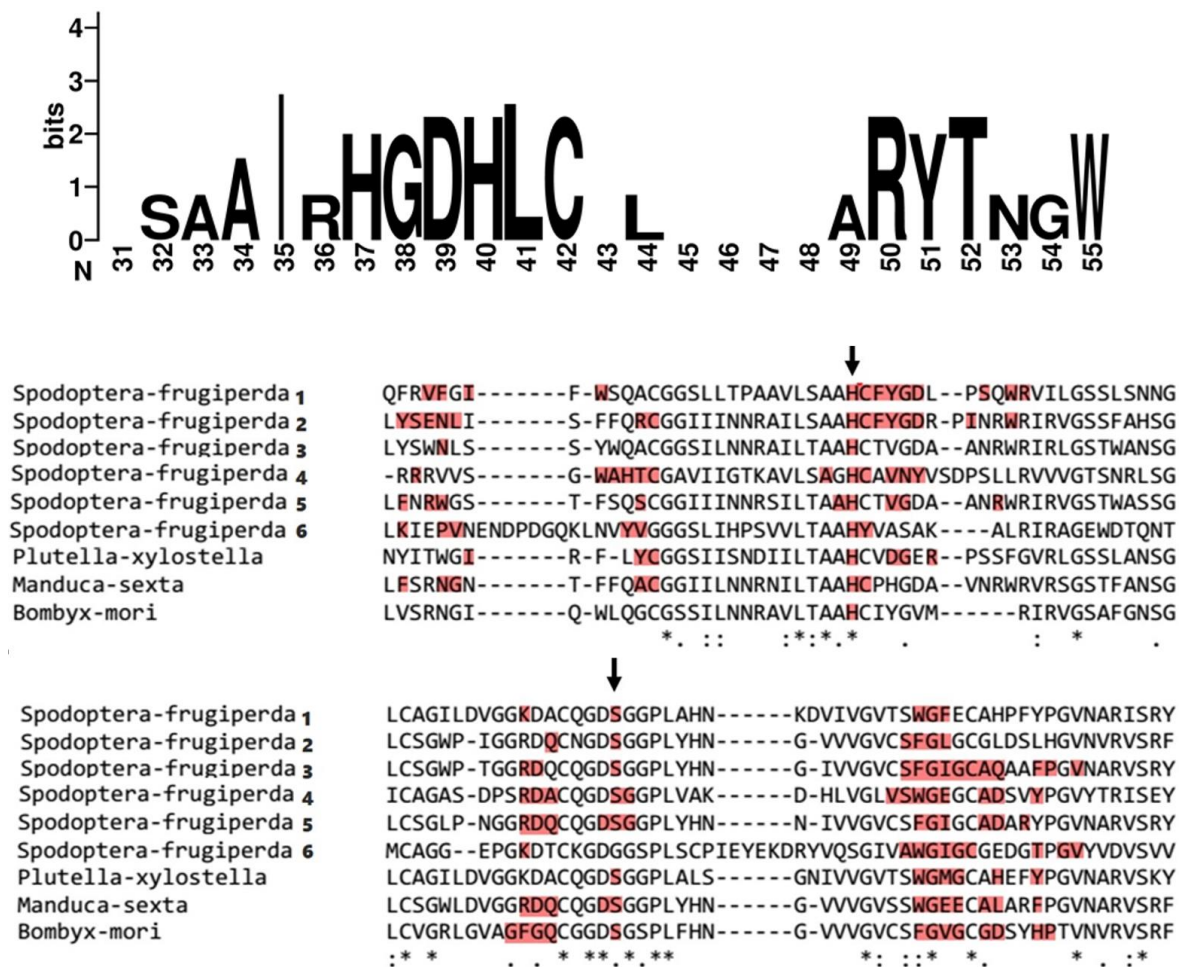 4
3
2
1
0
bits
SAAIRHGDHLC L ARYTNGW
N 31 32 33 34 35 36 37 38 39 40 41 42 43 44 45 46 47 48 49 50 51 52 53 54 55
Spodoptera-frugiperda 1 QFRVFGI-------F-WSQACGGSLLTPAAVLSAAHCFYGDL--PSQWRVILGSSLSNNG
Spodoptera-frugiperda 2 LYSENLI-------S-FFQRCGGIIINNRAILSAAHCFYGDR-PINRWRIRVGSSFAHSG
Spodoptera-frugiperda 3 LYSWNLS-------S-YWQACGGIIINNRAILTAAHCTVGDA--ANRWRIRLGSTNANSG
Spodoptera-frugiperda 4 -RRRVVS-------G-WAHTCGAVIIGTKAVLSAGHCAVNYVSDPSLLRVVVGTSNRLSG
Spodoptera-frugiperda 5 LFNRWGS-------T-FSQSCGGIIINNRSILTAAHCTVGDA--ANRWRIRVGSTWASSG
Spodoptera-frugiperda 6 LKIEPVNENDPDGQKLNVYVGGGSLIHPSVVLTAAHYVASAK----ALRIRAGEWDTQNT
Plutella-xylostella NYITWGI-------R-F-LYCGGSIISNDIILTAAHCVDGER--PSSFGVRLGSSLANSG
Manduca-sexta LFSRNGN-------T-FFQACGGIILNNRNILTAAHCPHGDA--VNRWRVRSGSTFANSG
Bombyx-mori LVSRNGI-------Q-WLQGCGSSILNNRAVLTAAHCIYGVM------RIRVGSAFGNSG
*. :: :*:*.* . : * .
Spodoptera-frugiperda 1 LCAGILDVGGKDACQGDSGGPLAHN------KDVIVGVTSWGFECAHPFYPGVNARISRY
Spodoptera-frugiperda 2 LCSGWP-IGGRDQCNGDSGGPLYHN------G-VVVGVCSFGLGCGLDSLHGVNVRVSRF
Spodoptera-frugiperda 3 LCSGWP-TGGRDQCQGDSGGPLYHN------G-IVVGVCSFGIGCAQAAFPGVNARVSRY
Spodoptera-frugiperda 4 ICAGAS-DPSRDACQGDSGGPLVAK------D-HLVGLVSWGEGCADSVYPGVYTRISEY
Spodoptera-frugiperda 5 LCSGLP-NGGRDQCQGDSGGPLYHN------N-IVVGVCSFGIGCADARYPGVNARVSRY
Spodoptera-frugiperda 6 MCAGG--EPGKDTCKGDGGSPLSCPIEYEKDRYVQSGIVAWGIGCGEDGTPGVYVDVSVV
Plutella-xylostella LCAGILDVGGKDACQGDSGGPLALS------GNIVVGVTSWGMGCAHEFYPGVNARVSKY
Manduca-sexta LCSGWLDVGGRDQCQGDSGGPLYHN------G-VVVGVSSWGEECALARFPGVNARVSRF
Bombyx-mori LCVGRLGVAGFGQCGGDSGSPLFHN------G-VVVGVCSFGVGCGDSYHPTVNVRVSRF
:* * . . * **.*.** *: ::* *. * . :*